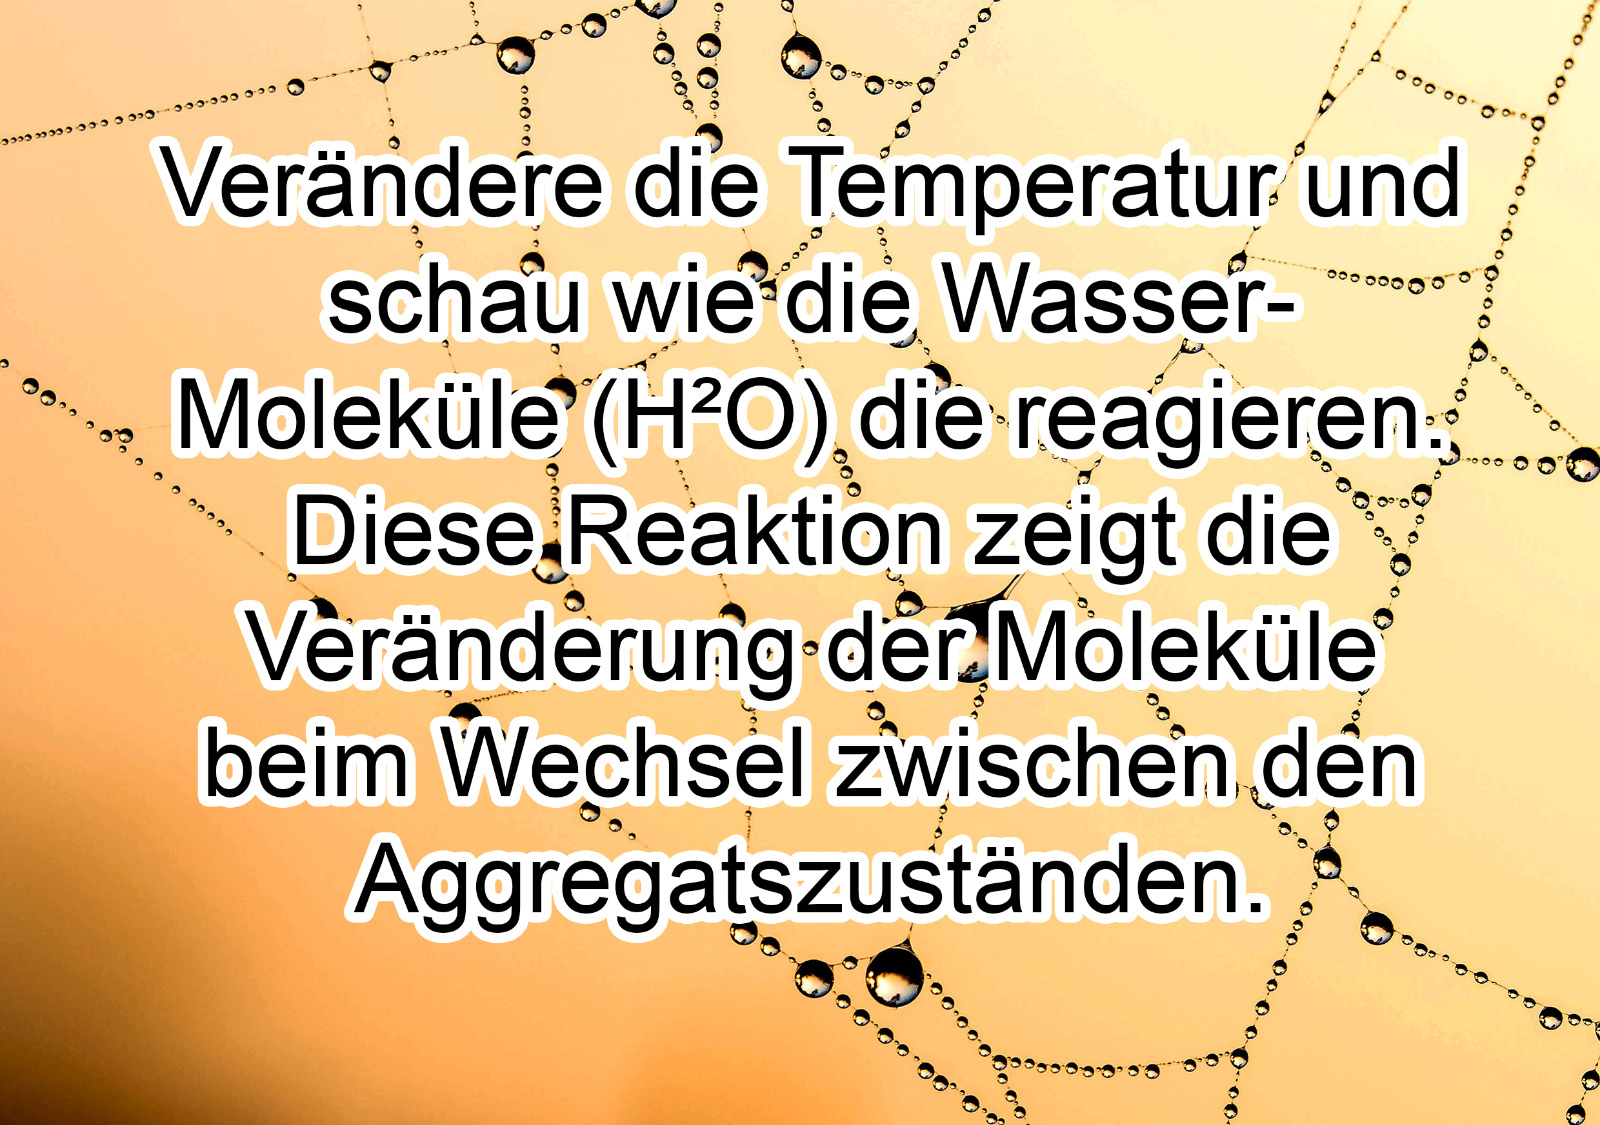 Verändere die Temperatur und
schau wie die Wasser-
Moleküle (H²O) die reagieren.
Diese Reaktion zeigt die
Veränderung der Moleküle
beim Wechsel zwischen den
Aggregatszuständen.